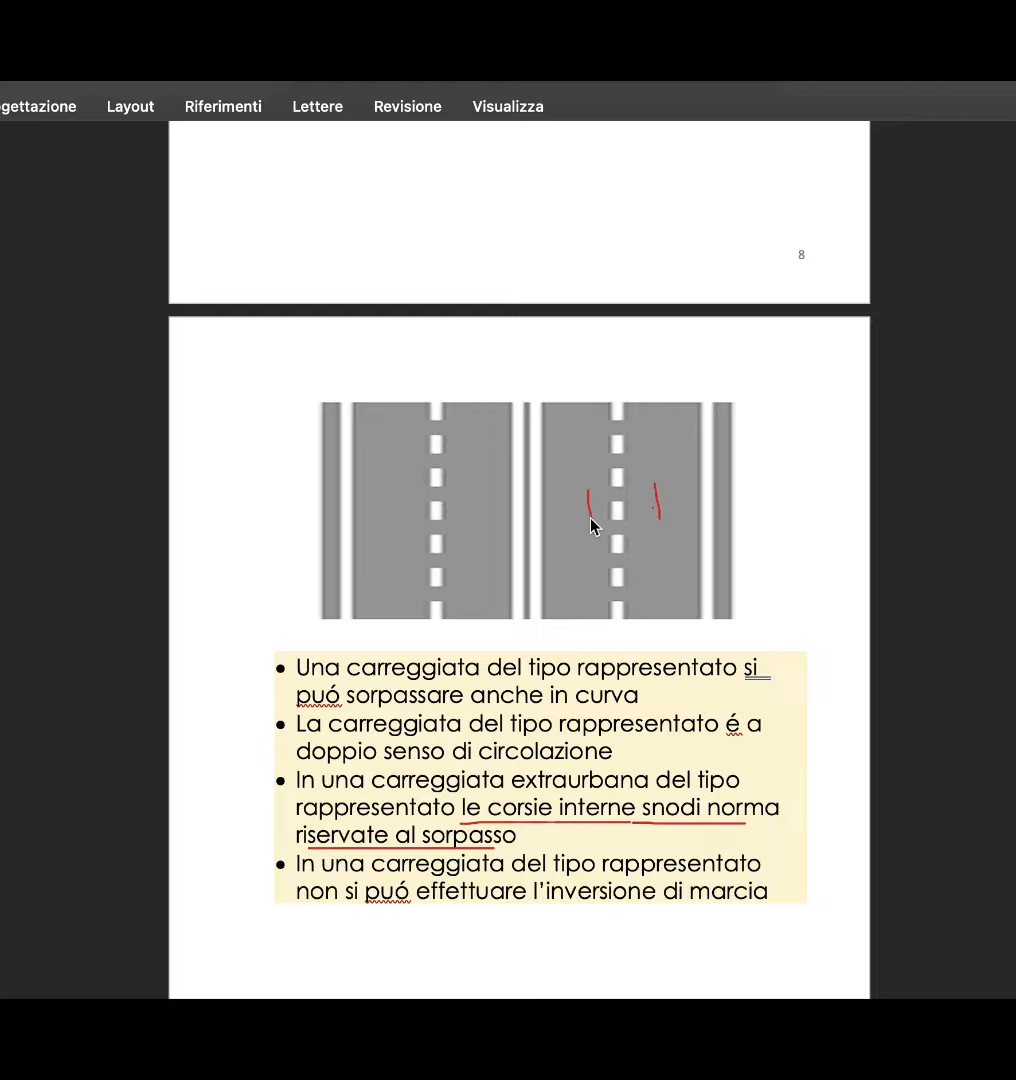 gettazione Layout Riferimenti Lettere Revisione Visualizza
8
• Una carreggiata del tipo rappresentato si
puó sorpassare anche in curva
• La carreggiata del tipo rappresentato é a
doppio senso di circolazione
• In una carreggiata extraurbana del tipo
rappresentato le corsie interne snodi norma
riservate al sorpasso
• In una carreggiata del tipo rappresentato
non si puó effettuare l’inversione di marcia